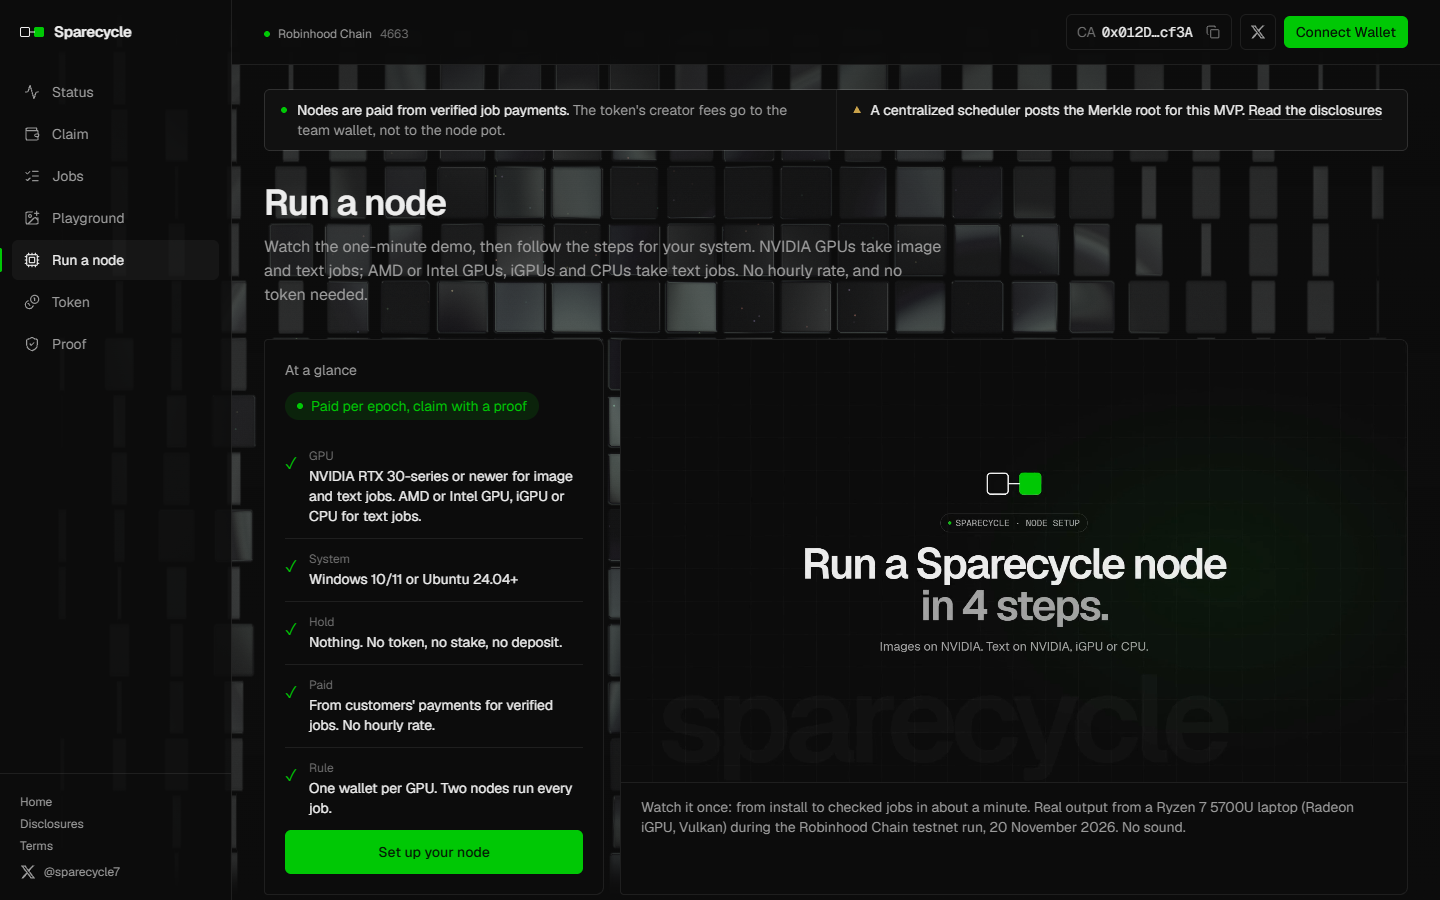 Sparecycle
Robinhood Chain 4663
CA 0x012D...cf3A
Connect Wallet
Status
Claim
Jobs
Playground
Run a node
Token
Proof
Nodes are paid from verified job payments. The token's creator fees go to the
team wallet, not to the node pot.
A centralized scheduler posts the Merkle root for this MVP. Read the disclosures
Run a node
Watch the one-minute demo, then follow the steps for your system. NVIDIA GPUs take image
and text jobs; AMD or Intel GPUs, iGPUs and CPUs take text jobs. No hourly rate, and no
token needed.
At a glance
Paid per epoch, claim with a proof
GPU
NVIDIA RTX 30-series or newer for image
and text jobs. AMD or Intel GPU, iGPU or
CPU for text jobs.
System
Windows 10/11 or Ubuntu 24.04+
Hold
Nothing. No token, no stake, no deposit.
Paid
From customers' payments for verified
jobs. No hourly rate.
Rule
One wallet per GPU. Two nodes run every
job.
Set up your node
SPARECYCLE · NODE SETUP
Run a Sparecycle node
in 4 steps.
Images on NVIDIA. Text on NVIDIA, iGPU or CPU.
sparecycle
Watch it once: from install to checked jobs in about a minute. Real output from a Ryzen 7 5700U laptop (Radeon
iGPU, Vulkan) during the Robinhood Chain testnet run, 20 November 2026. No sound.
Home
Disclosures
Terms
@sparecycle7